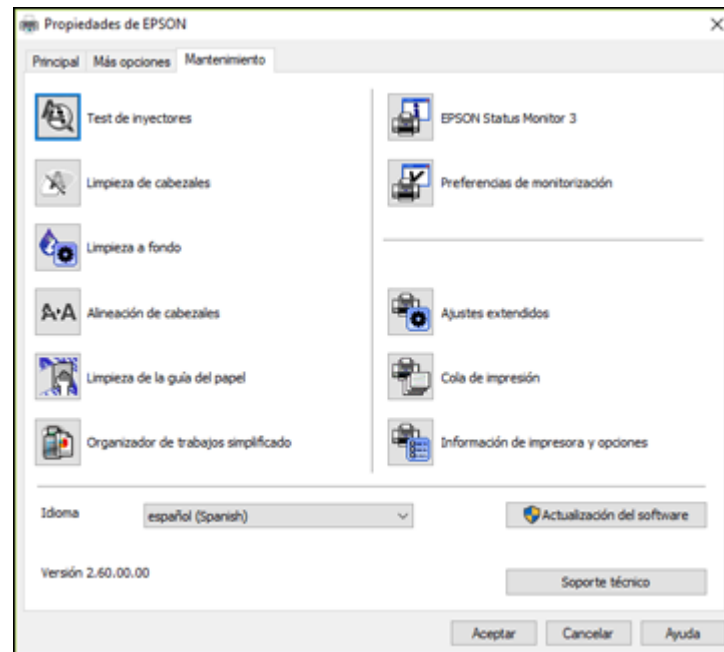 Propiedades de EPSON
Principal
Más opciones
Mantenimiento
Test de inyectores
Limpieza de cabezales
Limpieza a fondo
A·A
Alineación de cabezales
Limpieza de la guía del papel
Organizador de trabajos simplificado
EPSON Status Monitor 3
Preferencias de monitorización
Ajustes extendidos
Cola de impresión
Información de impresora y opciones
Idioma
español (Spanish)
Actualización del software
Versión 2.60.00.00
Soporte técnico
Aceptar
Cancelar
Ayuda